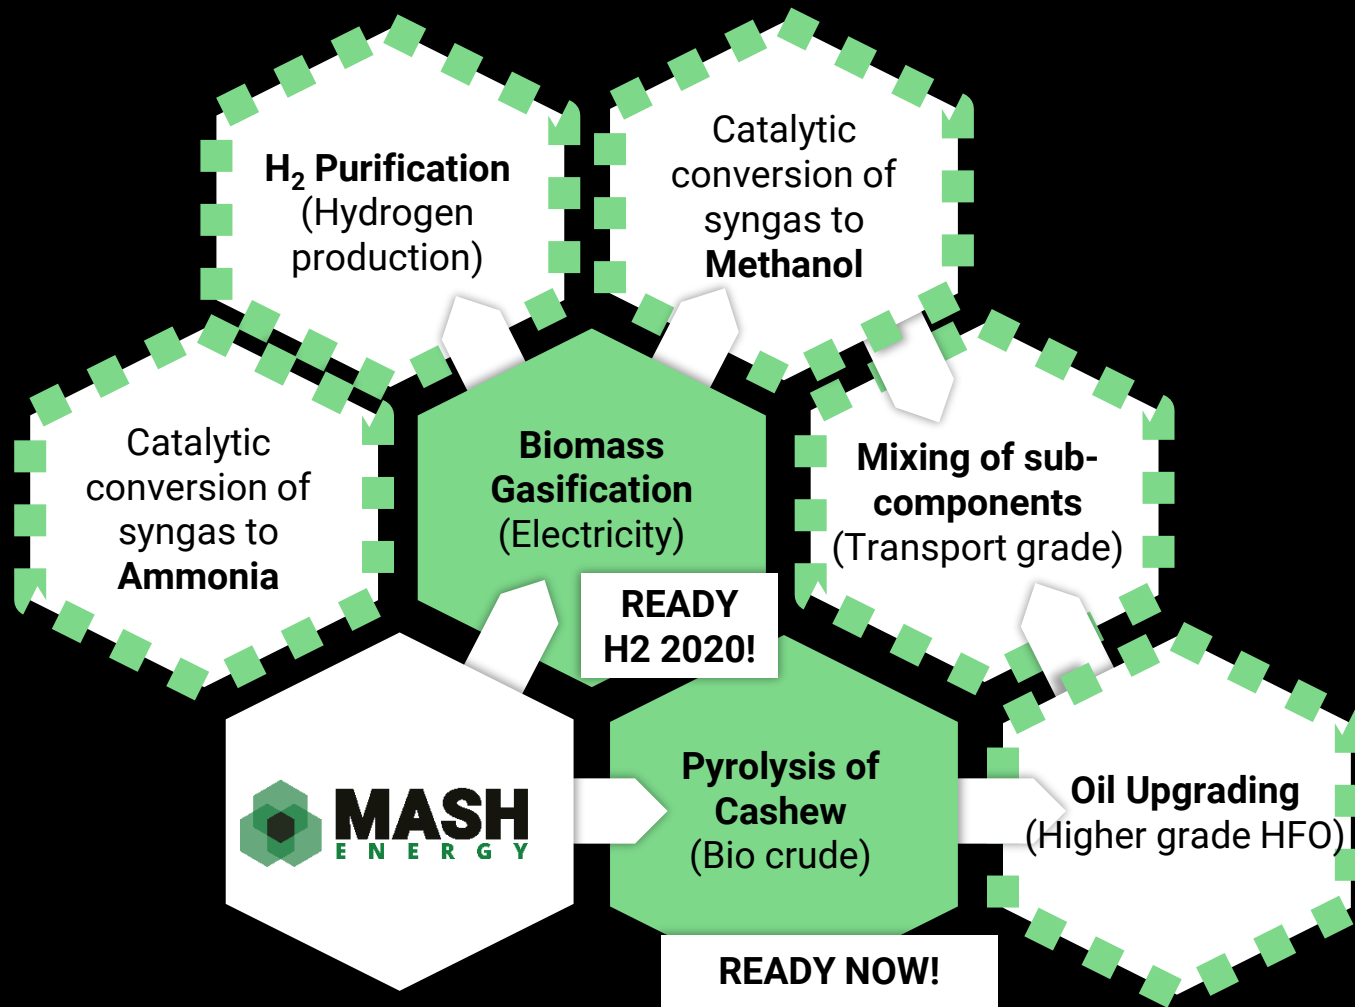 H₂ Purification
(Hydrogen
production)
Catalytic
conversion of
syngas to
Methanol
Catalytic
conversion of
syngas to
Ammonia
Biomass
Gasification
(Electricity)
READY
H2 2020!
Mixing of sub-
components
(Transport grade)
MASH
ENERGY
Pyrolysis of
Cashew
(Bio crude)
READY NOW!
Oil Upgrading
(Higher grade HFO)